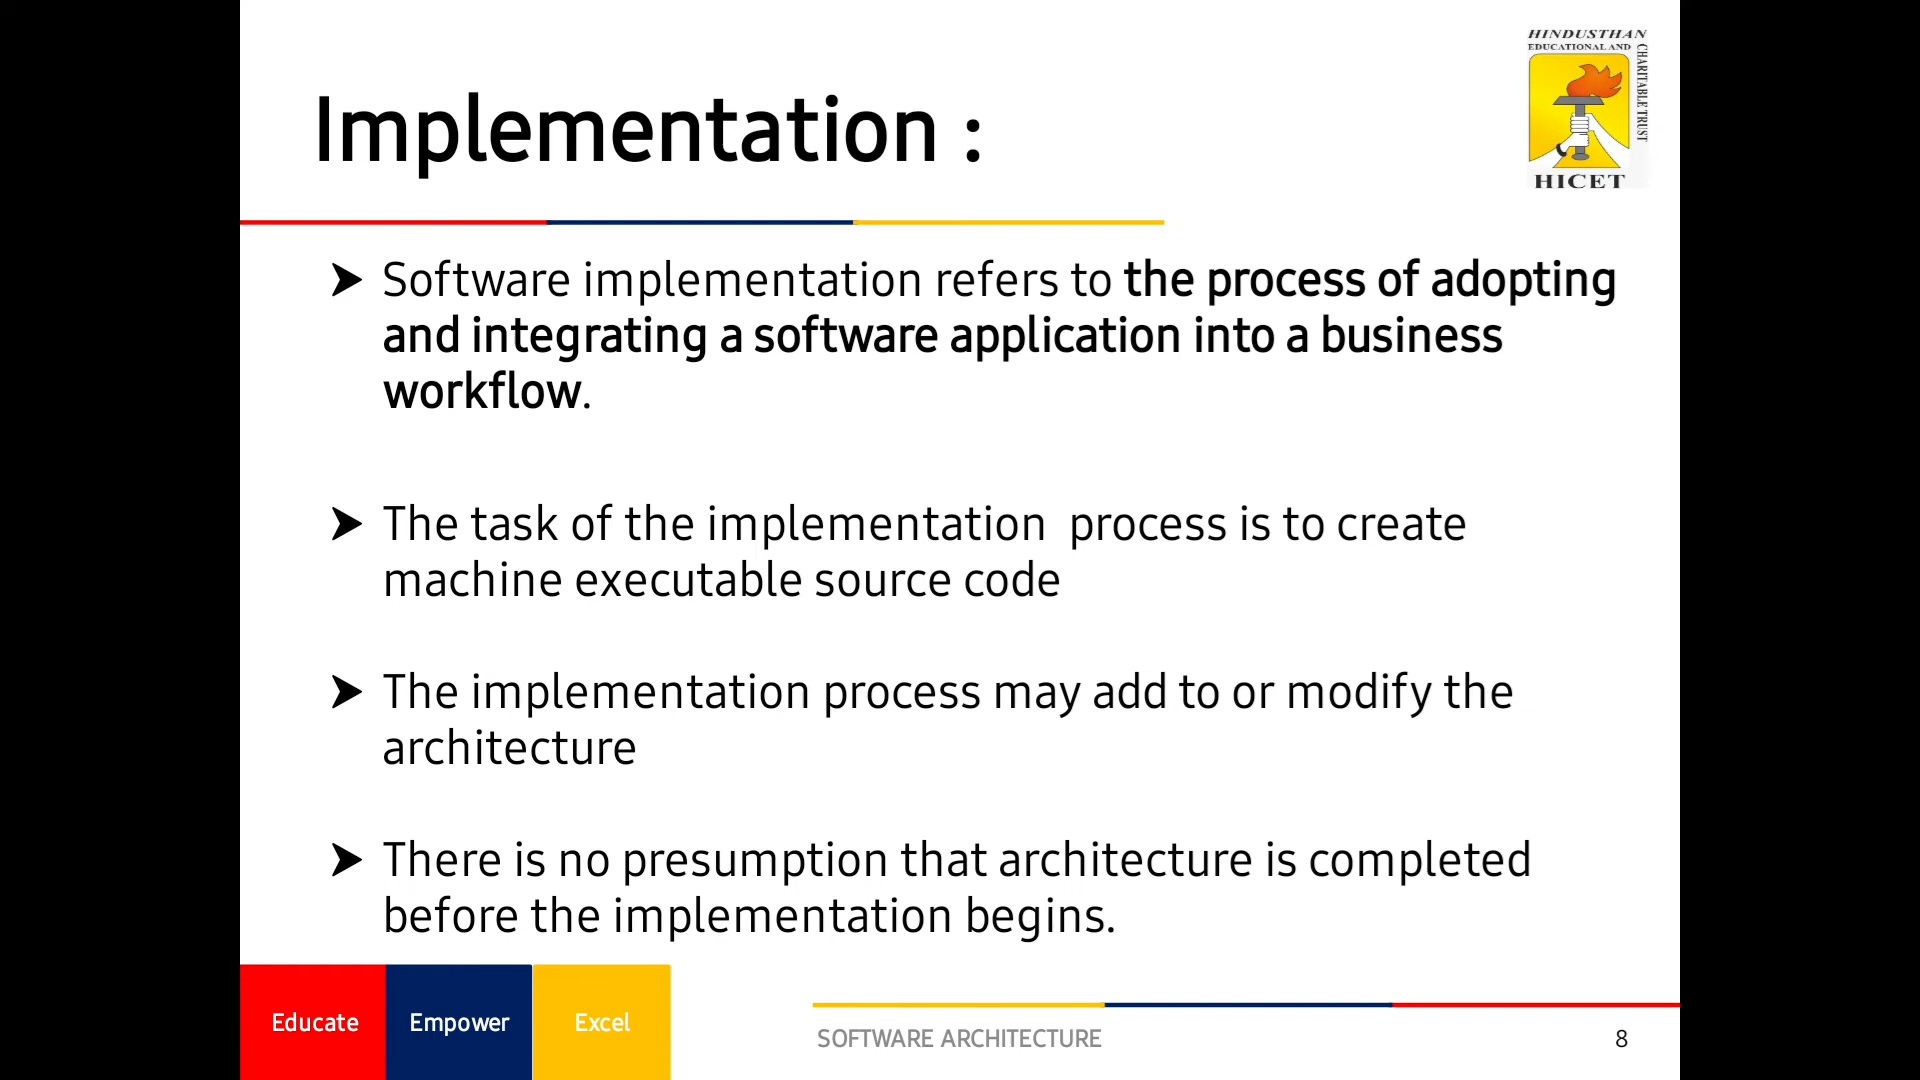 HINDUSTHAN
EDUCATIONAL AND
CHARITABLE TRUST
HICET
Implementation :
➤ Software implementation refers to the process of adopting
and integrating a software application into a business
workflow.
➤ The task of the implementation  process is to create
machine executable source code
➤ The implementation process may add to or modify the
architecture
➤ There is no presumption that architecture is completed
before the implementation begins.
Educate Empower Excel
SOFTWARE ARCHITECTURE
8